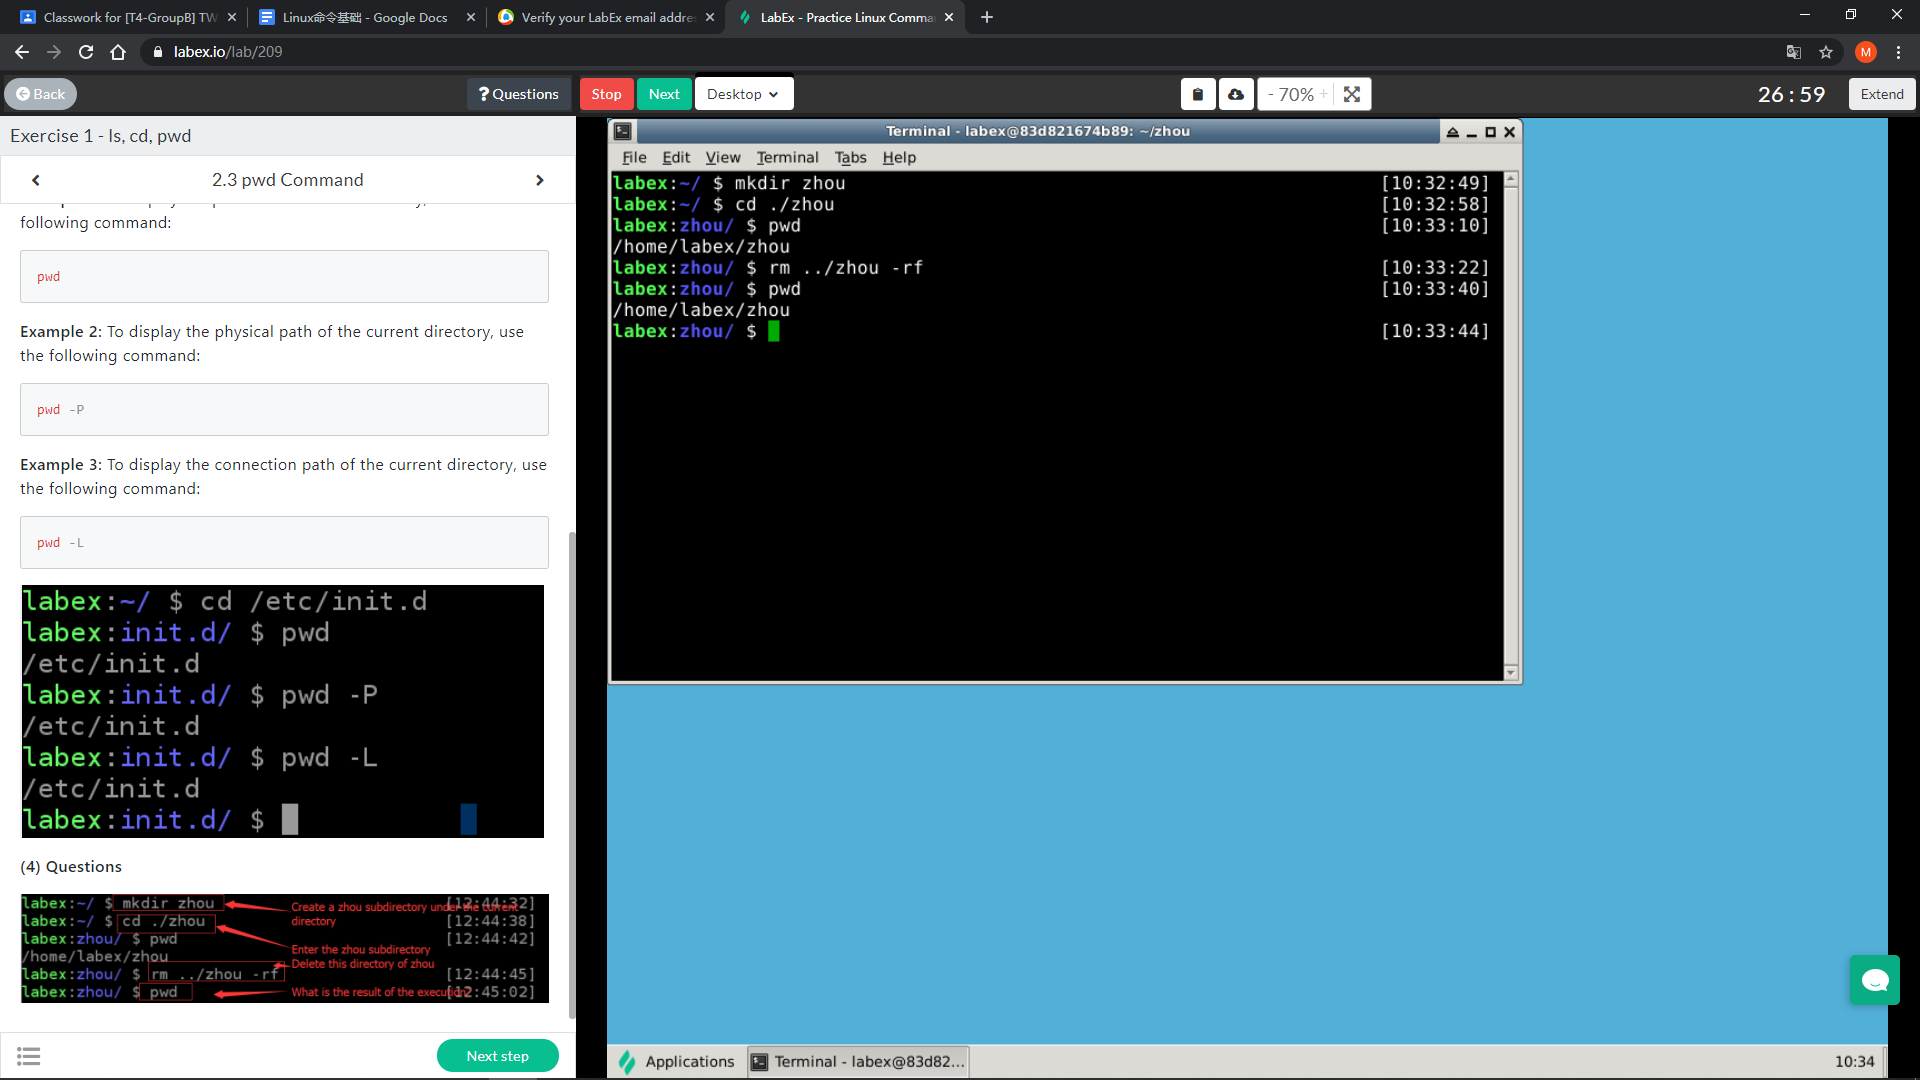 Classwork for [T4-GroupB] TW
Linux命令基础 - Google Docs
Verify your LabEx email addre
LabEx - Practice Linux Comma
labex.io/lab/209
M
Back
? Questions
Stop
Next
Desktop
- 70% +
26 : 59
Extend
Exercise 1 - ls, cd, pwd
2.3 pwd Command
following command:
pwd
Example 2: To display the physical path of the current directory, use
the following command:
pwd -P
Example 3: To display the connection path of the current directory, use
the following command:
pwd -L
labex:~/ $ cd /etc/init.d
labex:init.d/ $ pwd
/etc/init.d
labex:init.d/ $ pwd -P
/etc/init.d
labex:init.d/ $ pwd -L
/etc/init.d
labex:init.d/ $
(4) Questions
labex:~/ $ mkdir zhou [12:44:32]
Create a zhou subdirectory under the current
directory
labex:~/ $ cd ./zhou [12:44:38]
labex:zhou/ $ pwd [12:44:42]
Enter the zhou subdirectory
/home/labex/zhou
Delete this directory of zhou
labex:zhou/ $ rm ../zhou -rf [12:44:45]
labex:zhou/ $ pwd [12:45:02]
What is the result of the execution?
Next step
Terminal - labex@83d821674b89: ~/zhou
File Edit View Terminal Tabs Help
labex:~/ $ mkdir zhou [10:32:49]
labex:~/ $ cd ./zhou [10:32:58]
labex:zhou/ $ pwd [10:33:10]
/home/labex/zhou
labex:zhou/ $ rm ../zhou -rf [10:33:22]
labex:zhou/ $ pwd [10:33:40]
/home/labex/zhou
labex:zhou/ $ [10:33:44]
Applications
Terminal - labex@83d82...
10:34